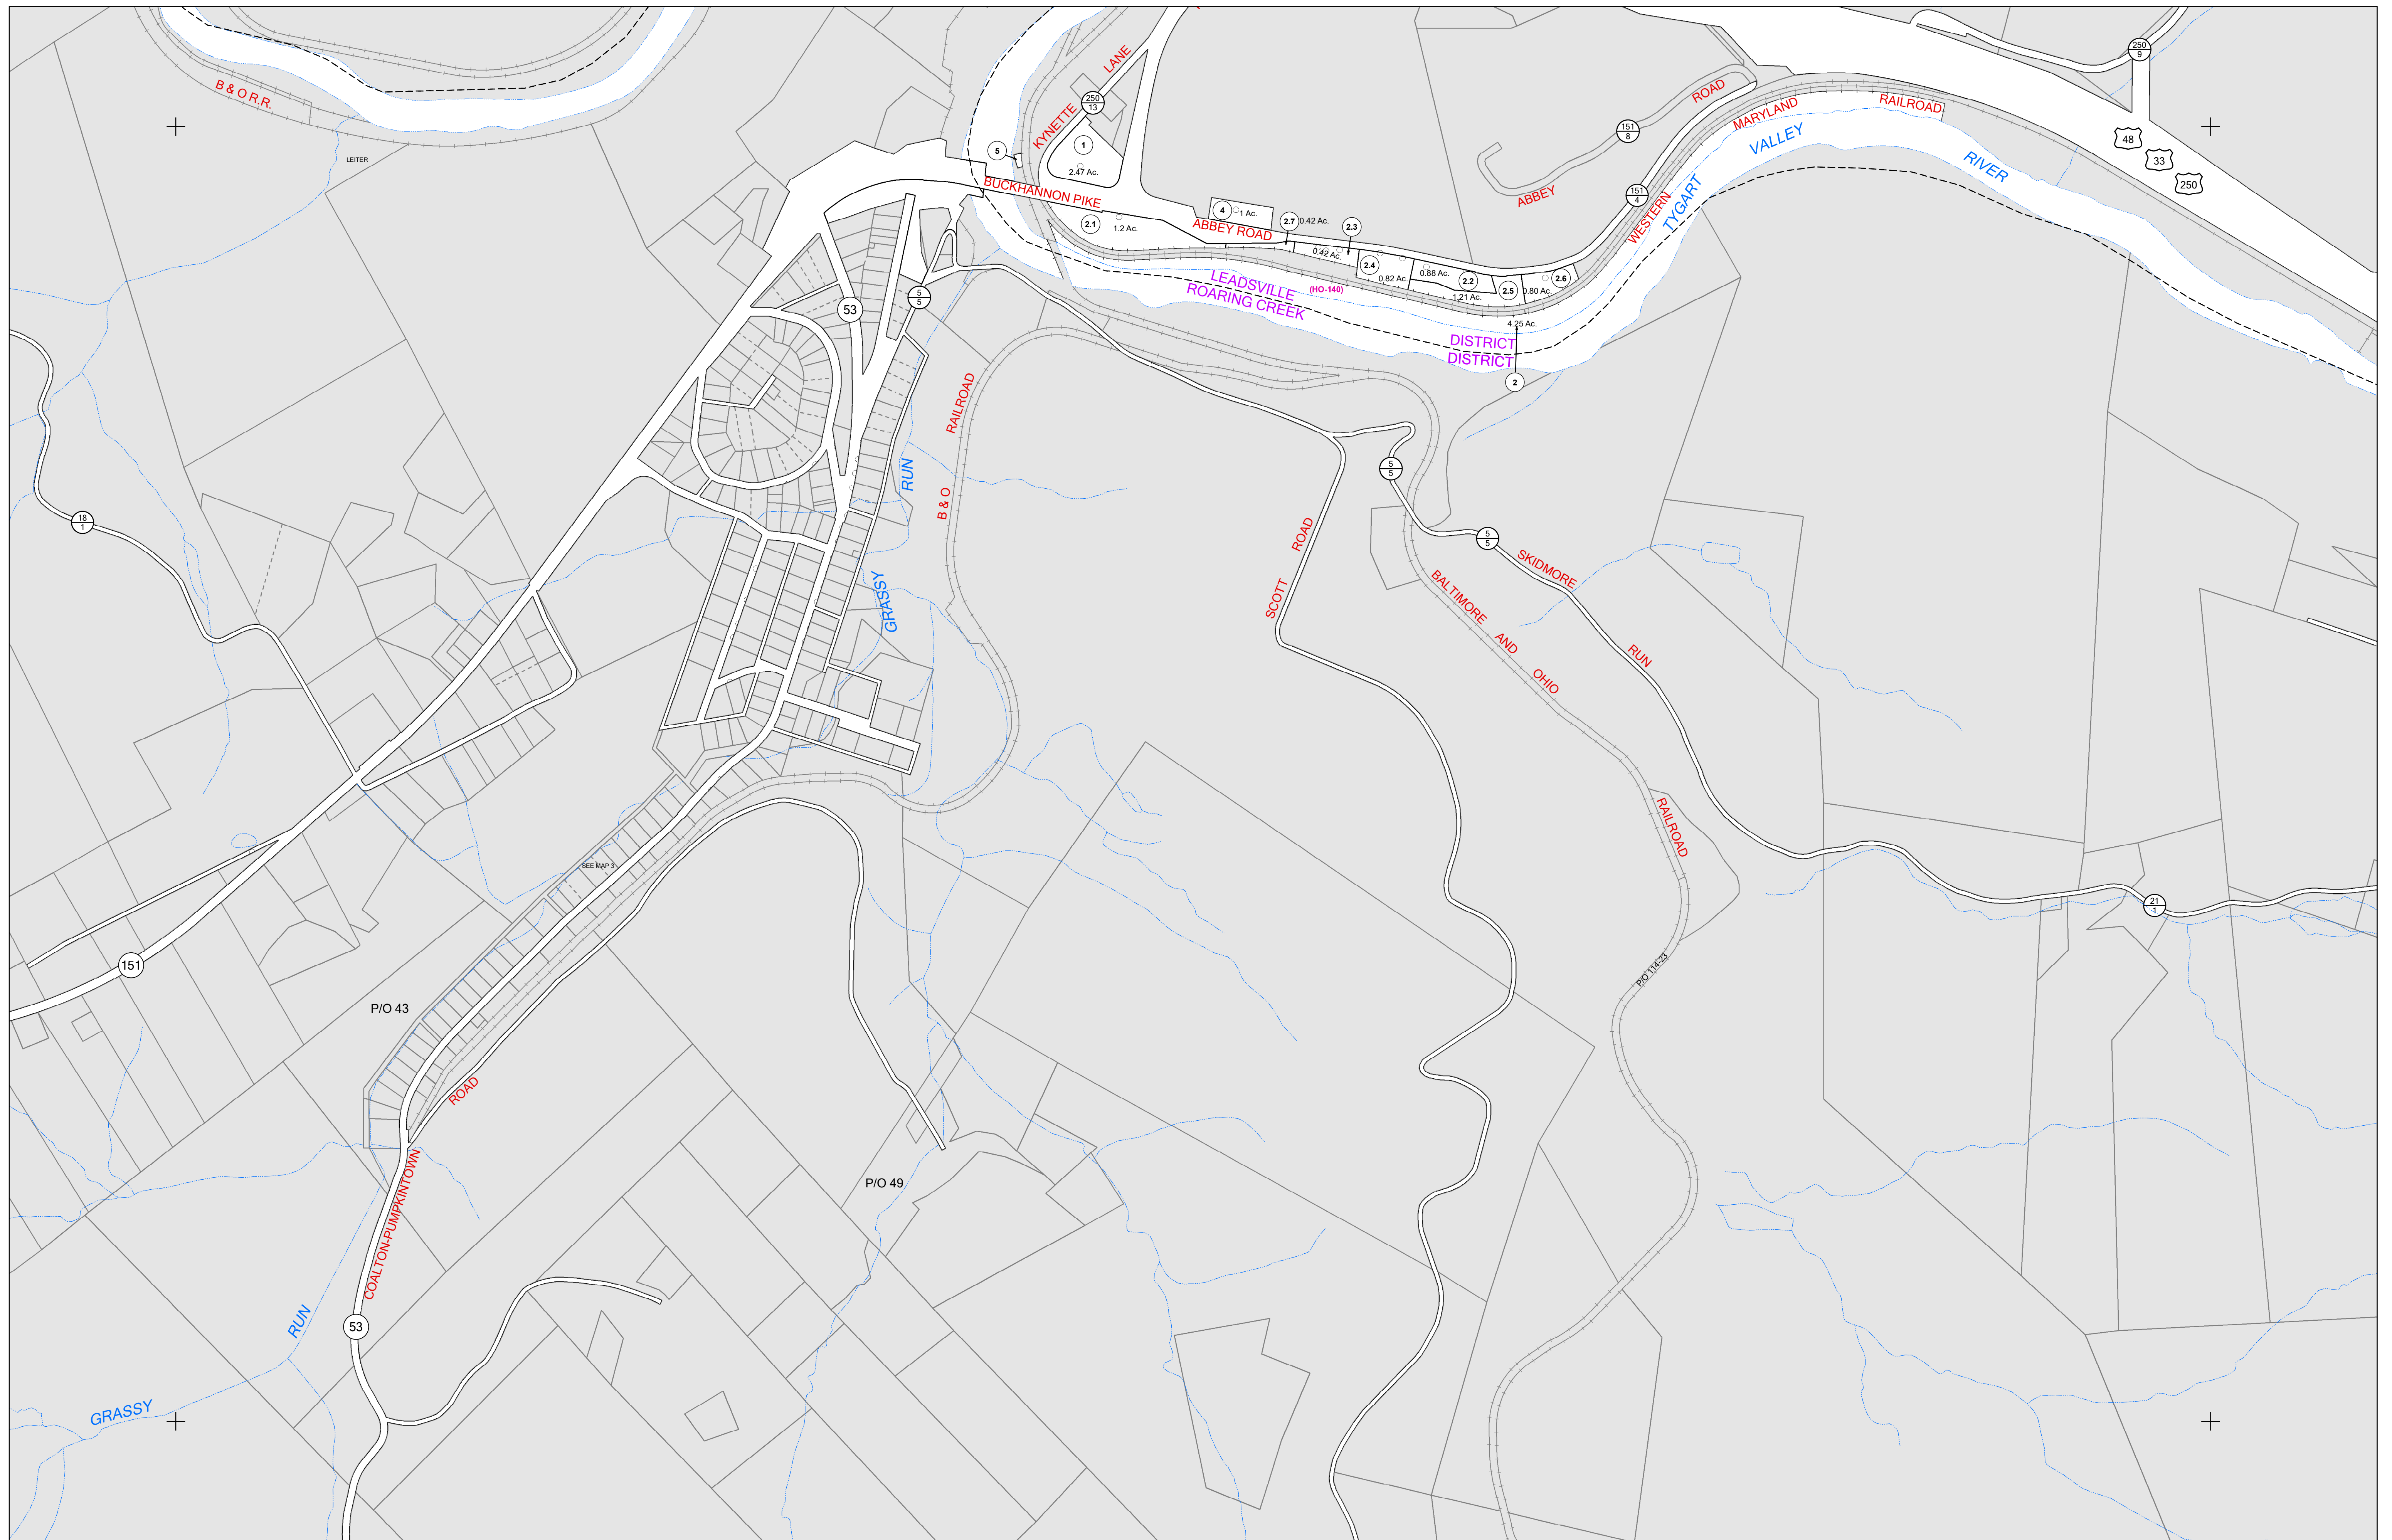 B & O R.R.
LEITER
KYNETTE LANE
250
13
5
1
2.47 Ac.
BUCKHANNON PIKE
2.1
1.2 Ac.
4
1 Ac.
ABBEY ROAD
2.7
0.42 Ac.
2.3
0.42 Ac.
2.4
0.82 Ac.
0.88 Ac.
2.2
1.21 Ac.
2.5
0.80 Ac.
2.6
4.25 Ac.
2
ABBEY ROAD
151
8
151
4
WESTERN MARYLAND RAILROAD
TYGART VALLEY RIVER
250
9
48
33
250
LEADSVILLE DISTRICT
(HO-140)
ROARING CREEK DISTRICT
53
5
5
B & O RAILROAD
GRASSY RUN
18
1
5
5
5
5
SCOTT ROAD
SKIDMORE RUN
BALTIMORE AND OHIO RAILROAD
21
1
P/O 114-23
SEE MAP 3
151
P/O 43
P/O 49
COALTON-PUMPKINTOWN ROAD
53
GRASSY RUN